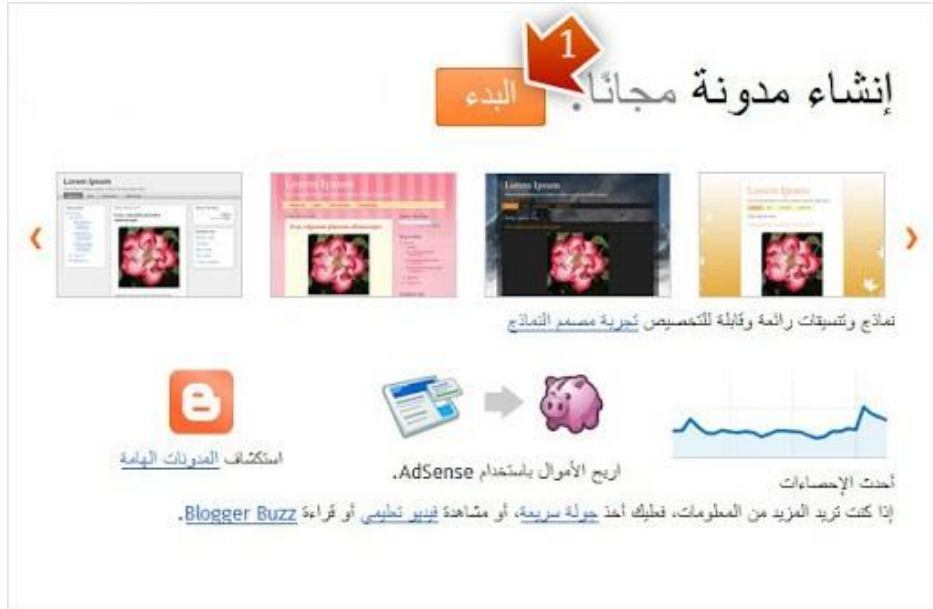 1
إنشاء مدونة مجانًا. البدء
Lorem Ipsum
Lorem Ipsum
Lorem Ipsum
Lorem Ipsum
نماذج وتنسيقات رائعة وقابلة للتخصيص تجربة مصمم النماذج
أحدث الإحصاءات
اربح الأموال باستخدام AdSense.
استكشاف المدونات الهامة
إذا كنت تريد المزيد من المعلومات، فعليك أخذ جولة سريعة، أو مشاهدة فيديو تعليمي أو قراءة Blogger Buzz.